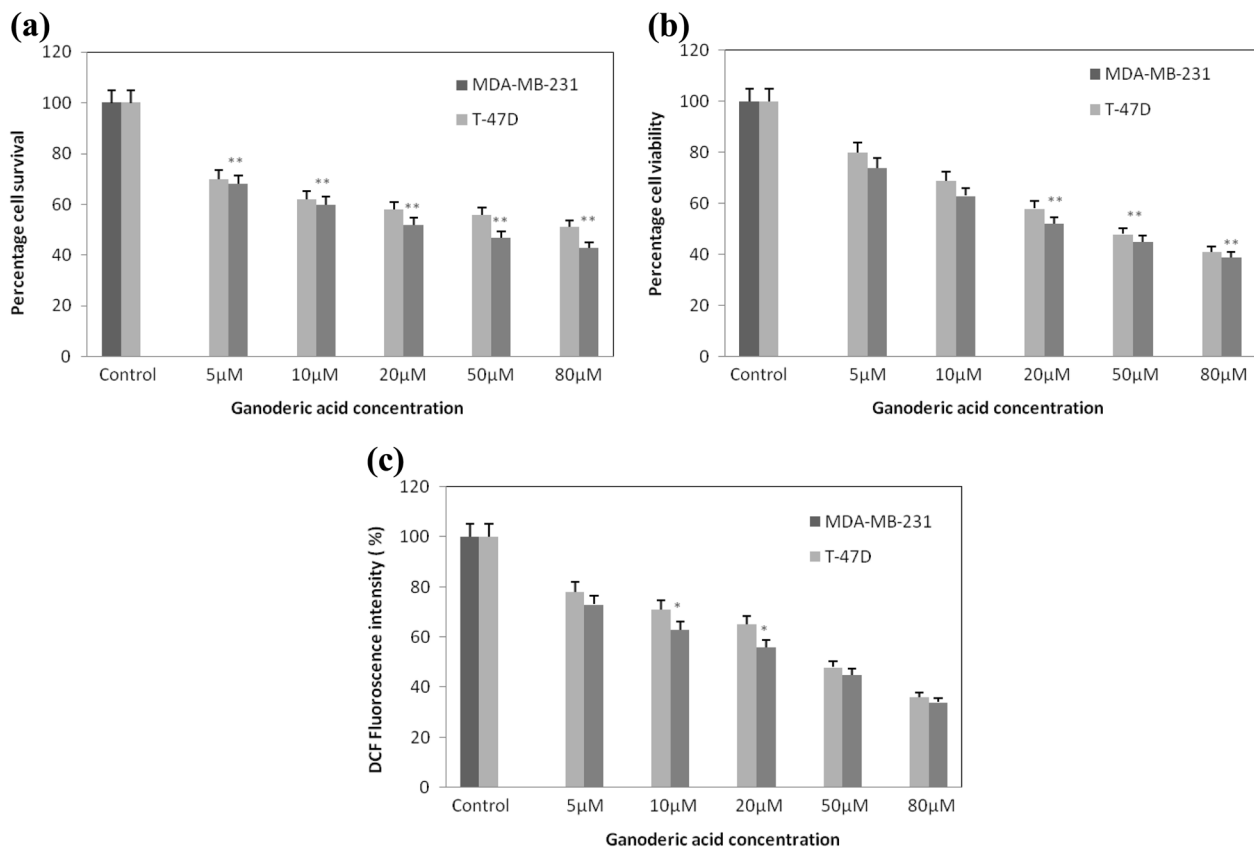 (a)
120
100
80
60
40
20
0
Percentage cell survival
MDA-MB-231
T-47D
**
**
**
**
**
Control 5µM 10µM 20µM 50µM 80µM
Ganoderic acid concentration
(b)
120
100
80
60
40
20
0
Percentage cell viability
MDA-MB-231
T-47D
**
**
**
Control 5µM 10µM 20µM 50µM 80µM
Ganoderic acid concentration
(c)
120
100
80
60
40
20
0
DCF Fluoroscence intensity ( %)
MDA-MB-231
T-47D
*
*
Control 5µM 10µM 20µM 50µM 80µM
Ganoderic acid concentration